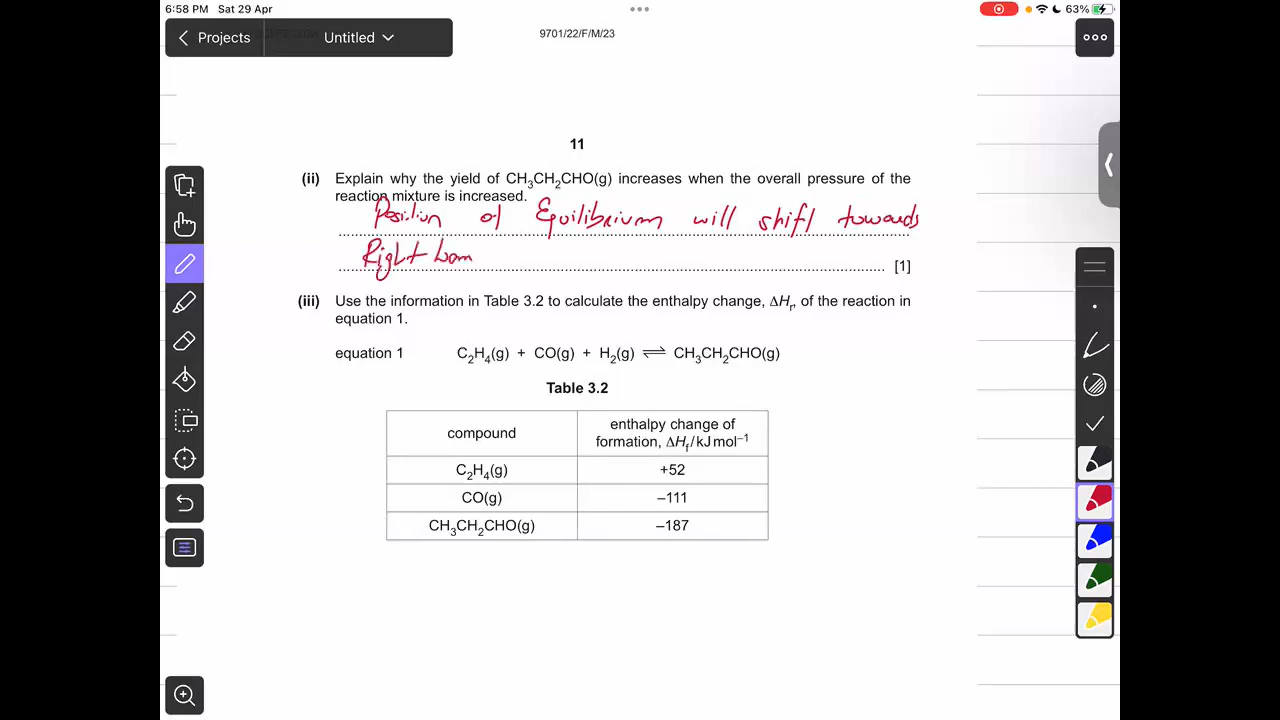 6:58 PM Sat 29 Apr
63%
Projects
Untitled
9701/22/F/M/23
11
(ii) Explain why the yield of CH₃CH₂CHO(g) increases when the overall pressure of the
reaction mixture is increased.
Position of Equilibrium will shift towards
Right
[1]
(iii) Use the information in Table 3.2 to calculate the enthalpy change, ΔHᵣ, of the reaction in
equation 1.
equation 1 C₂H₄(g) + CO(g) + H₂(g) ⇌ CH₃CH₂CHO(g)
Table 3.2
compound
enthalpy change of
formation, ΔH_f / kJ mol⁻¹
C₂H₄(g) +52
CO(g) –111
CH₃CH₂CHO(g) –187